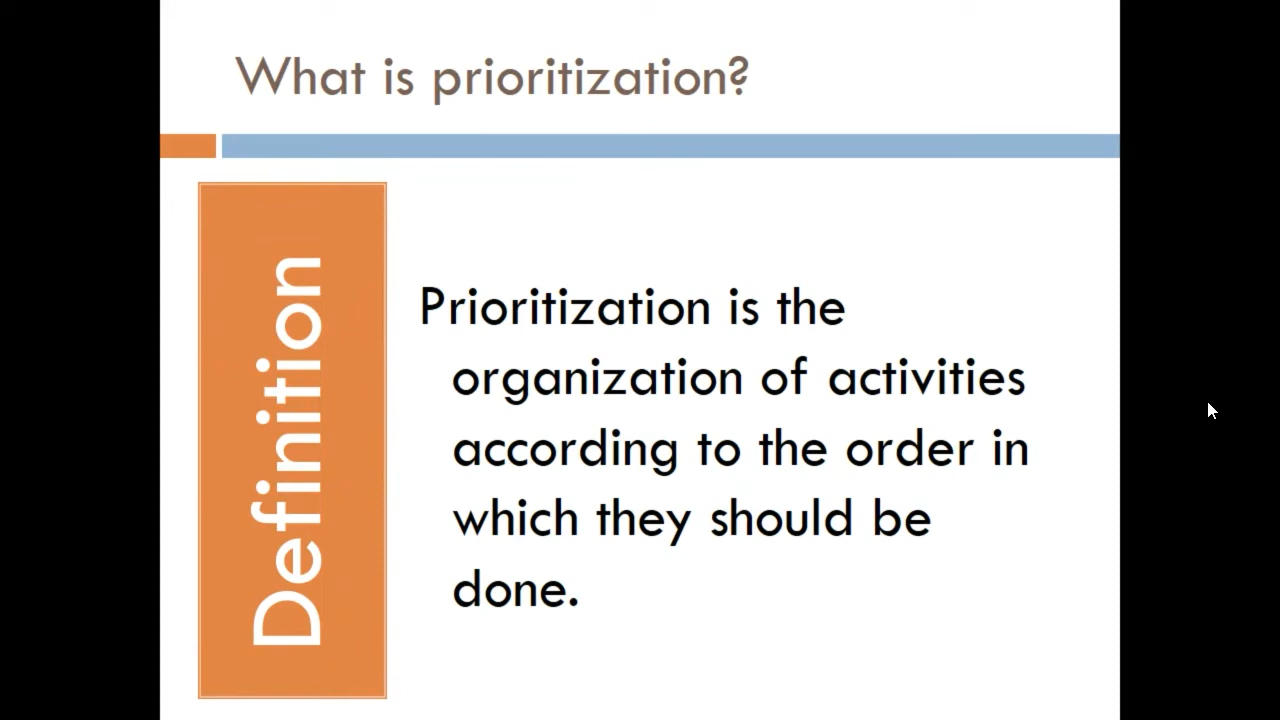 What is prioritization?
Definition
Prioritization is the
organization of activities
according to the order in
which they should be
done.